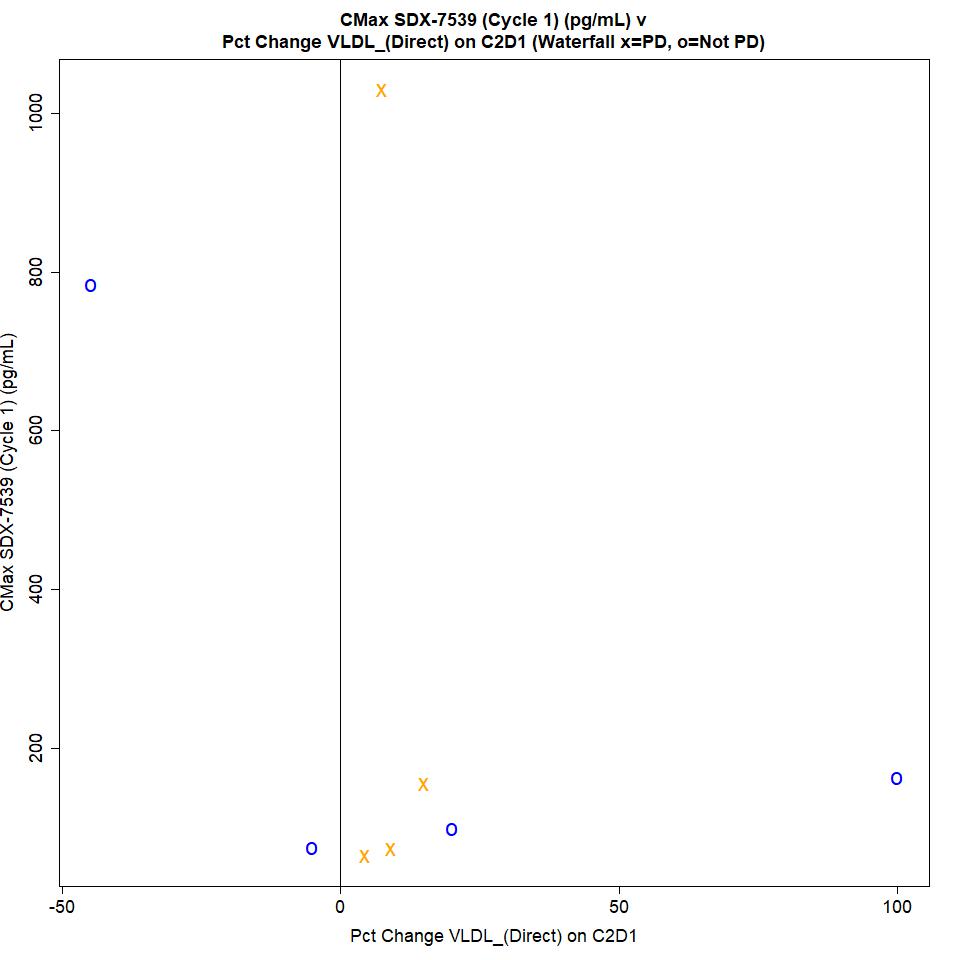 CMax SDX-7539 (Cycle 1) (pg/mL) v
Pct Change VLDL_(Direct) on C2D1 (Waterfall x=PD, o=Not PD)
CMax SDX-7539 (Cycle 1) (pg/mL)
1000
800
600
400
200
X
O
X
O
O
O
X
X
-50
0
50
100
Pct Change VLDL_(Direct) on C2D1